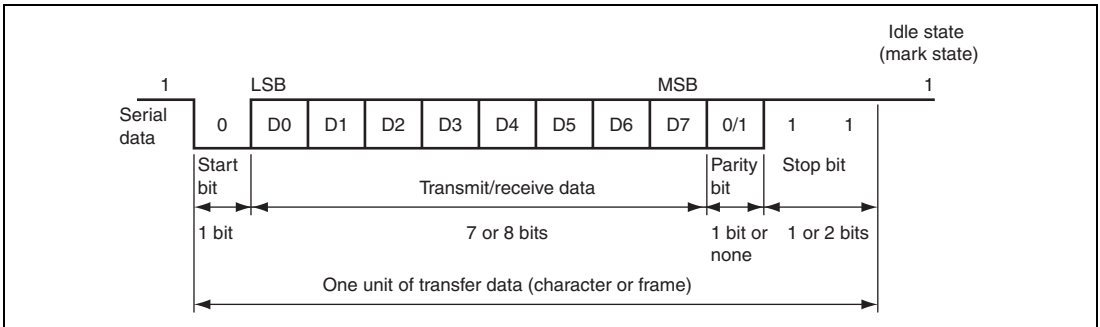 Idle state
(mark state)
1 LSB MSB 1
Serial
data
0 D0 D1 D2 D3 D4 D5 D6 D7 0/1 1 1
Start
bit
Transmit/receive data
Parity
bit
Stop bit
1 bit
7 or 8 bits
1 bit or
none
1 or 2 bits
One unit of transfer data (character or frame)